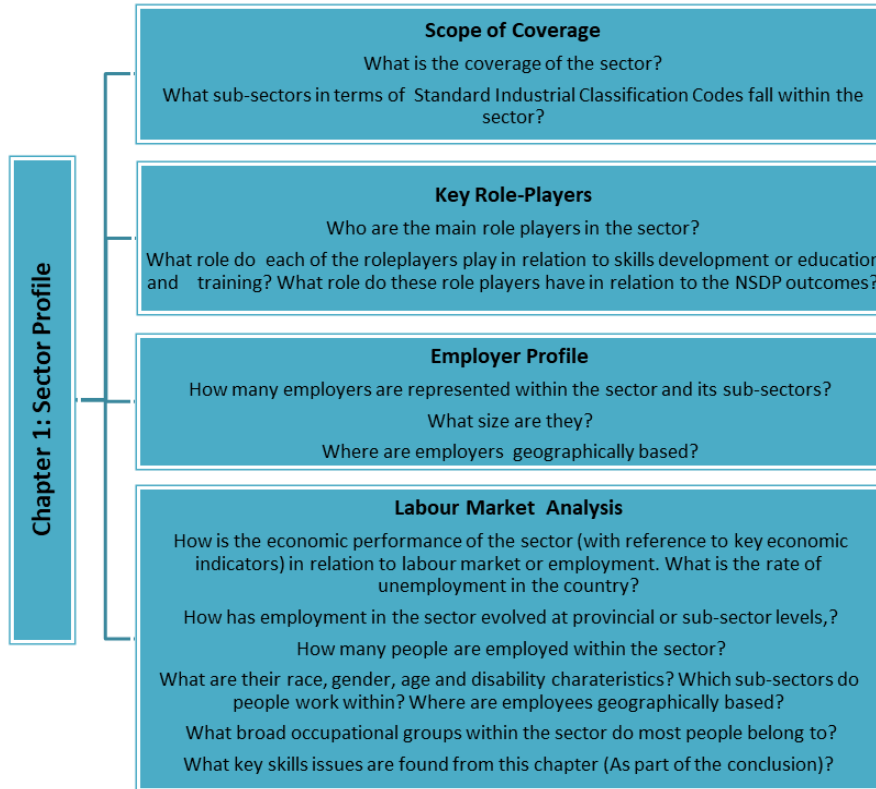 Chapter 1: Sector Profile
Scope of Coverage
What is the coverage of the sector?
What sub-sectors in terms of Standard Industrial Classification Codes fall within the
sector?
Key Role-Players
Who are the main role players in the sector?
What role do each of the roleplayers play in relation to skills development or education
and training? What role do these role players have in relation to the NSDP outcomes?
Employer Profile
How many employers are represented within the sector and its sub-sectors?
What size are they?
Where are employers geographically based?
Labour Market Analysis
How is the economic performance of the sector (with reference to key economic
indicators) in relation to labour market or employment. What is the rate of
unemployment in the country?
How has employment in the sector evolved at provincial or sub-sector levels,?
How many people are employed within the sector?
What are their race, gender, age and disability charateristics? Which sub-sectors do
people work within? Where are employees geographically based?
What broad occupational groups within the sector do most people belong to?
What key skills issues are found from this chapter (As part of the conclusion)?